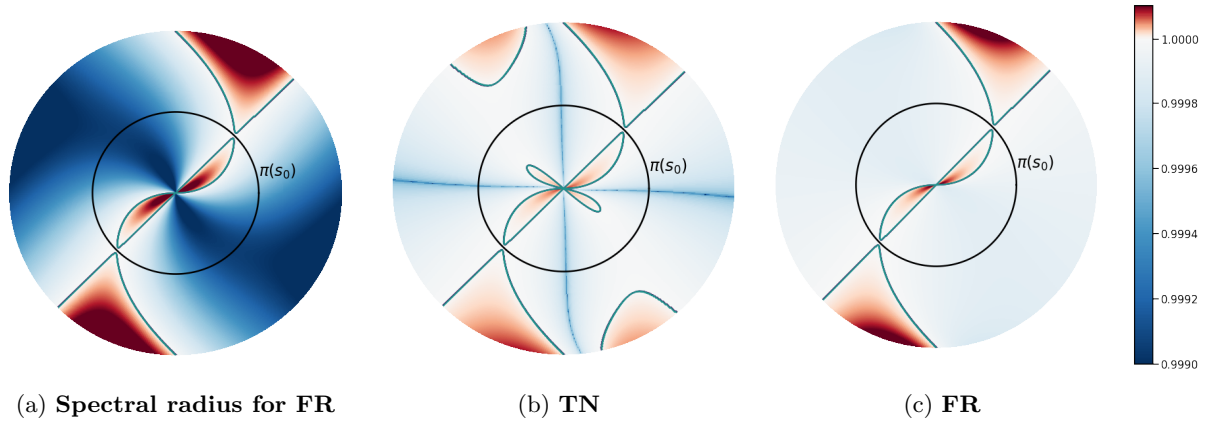 π(s₀)
π(s₀)
π(s₀)
1.0000
0.9998
0.9996
0.9994
0.9992
0.9990
(a) Spectral radius for FR
(b) TN
(c) FR